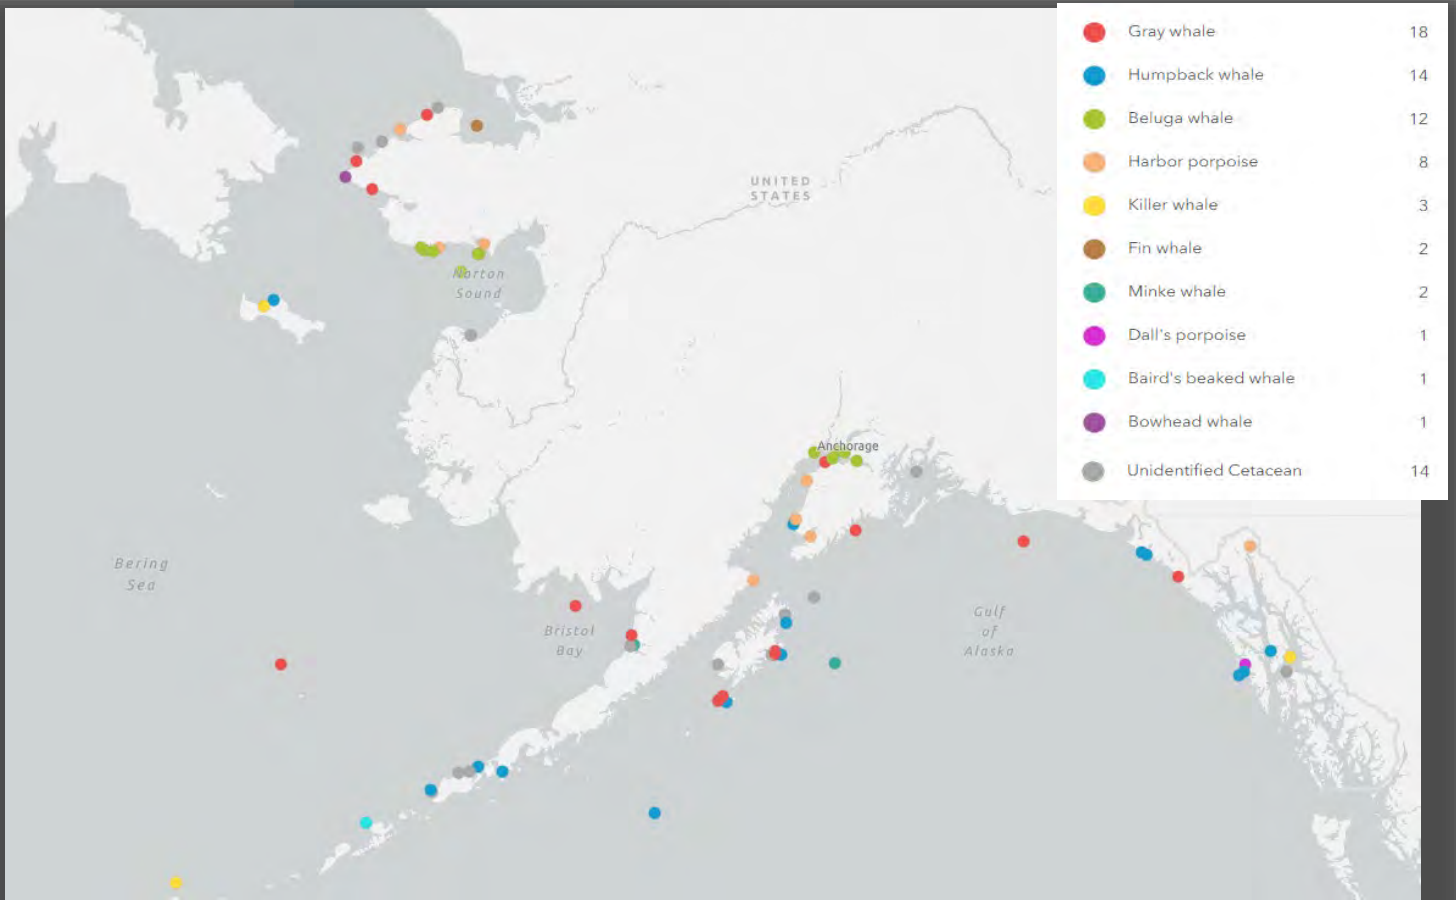 Gray whale 18
Humpback whale 14
Beluga whale 12
Harbor porpoise 8
Killer whale 3
Fin whale 2
Minke whale 2
Dall's porpoise 1
Baird's beaked whale 1
Bowhead whale 1
Unidentified Cetacean 14
UNITED
STATES
Norton
Sound
Anchorage
Bering
Sea
Bristol
Bay
Gulf
of
Alaska